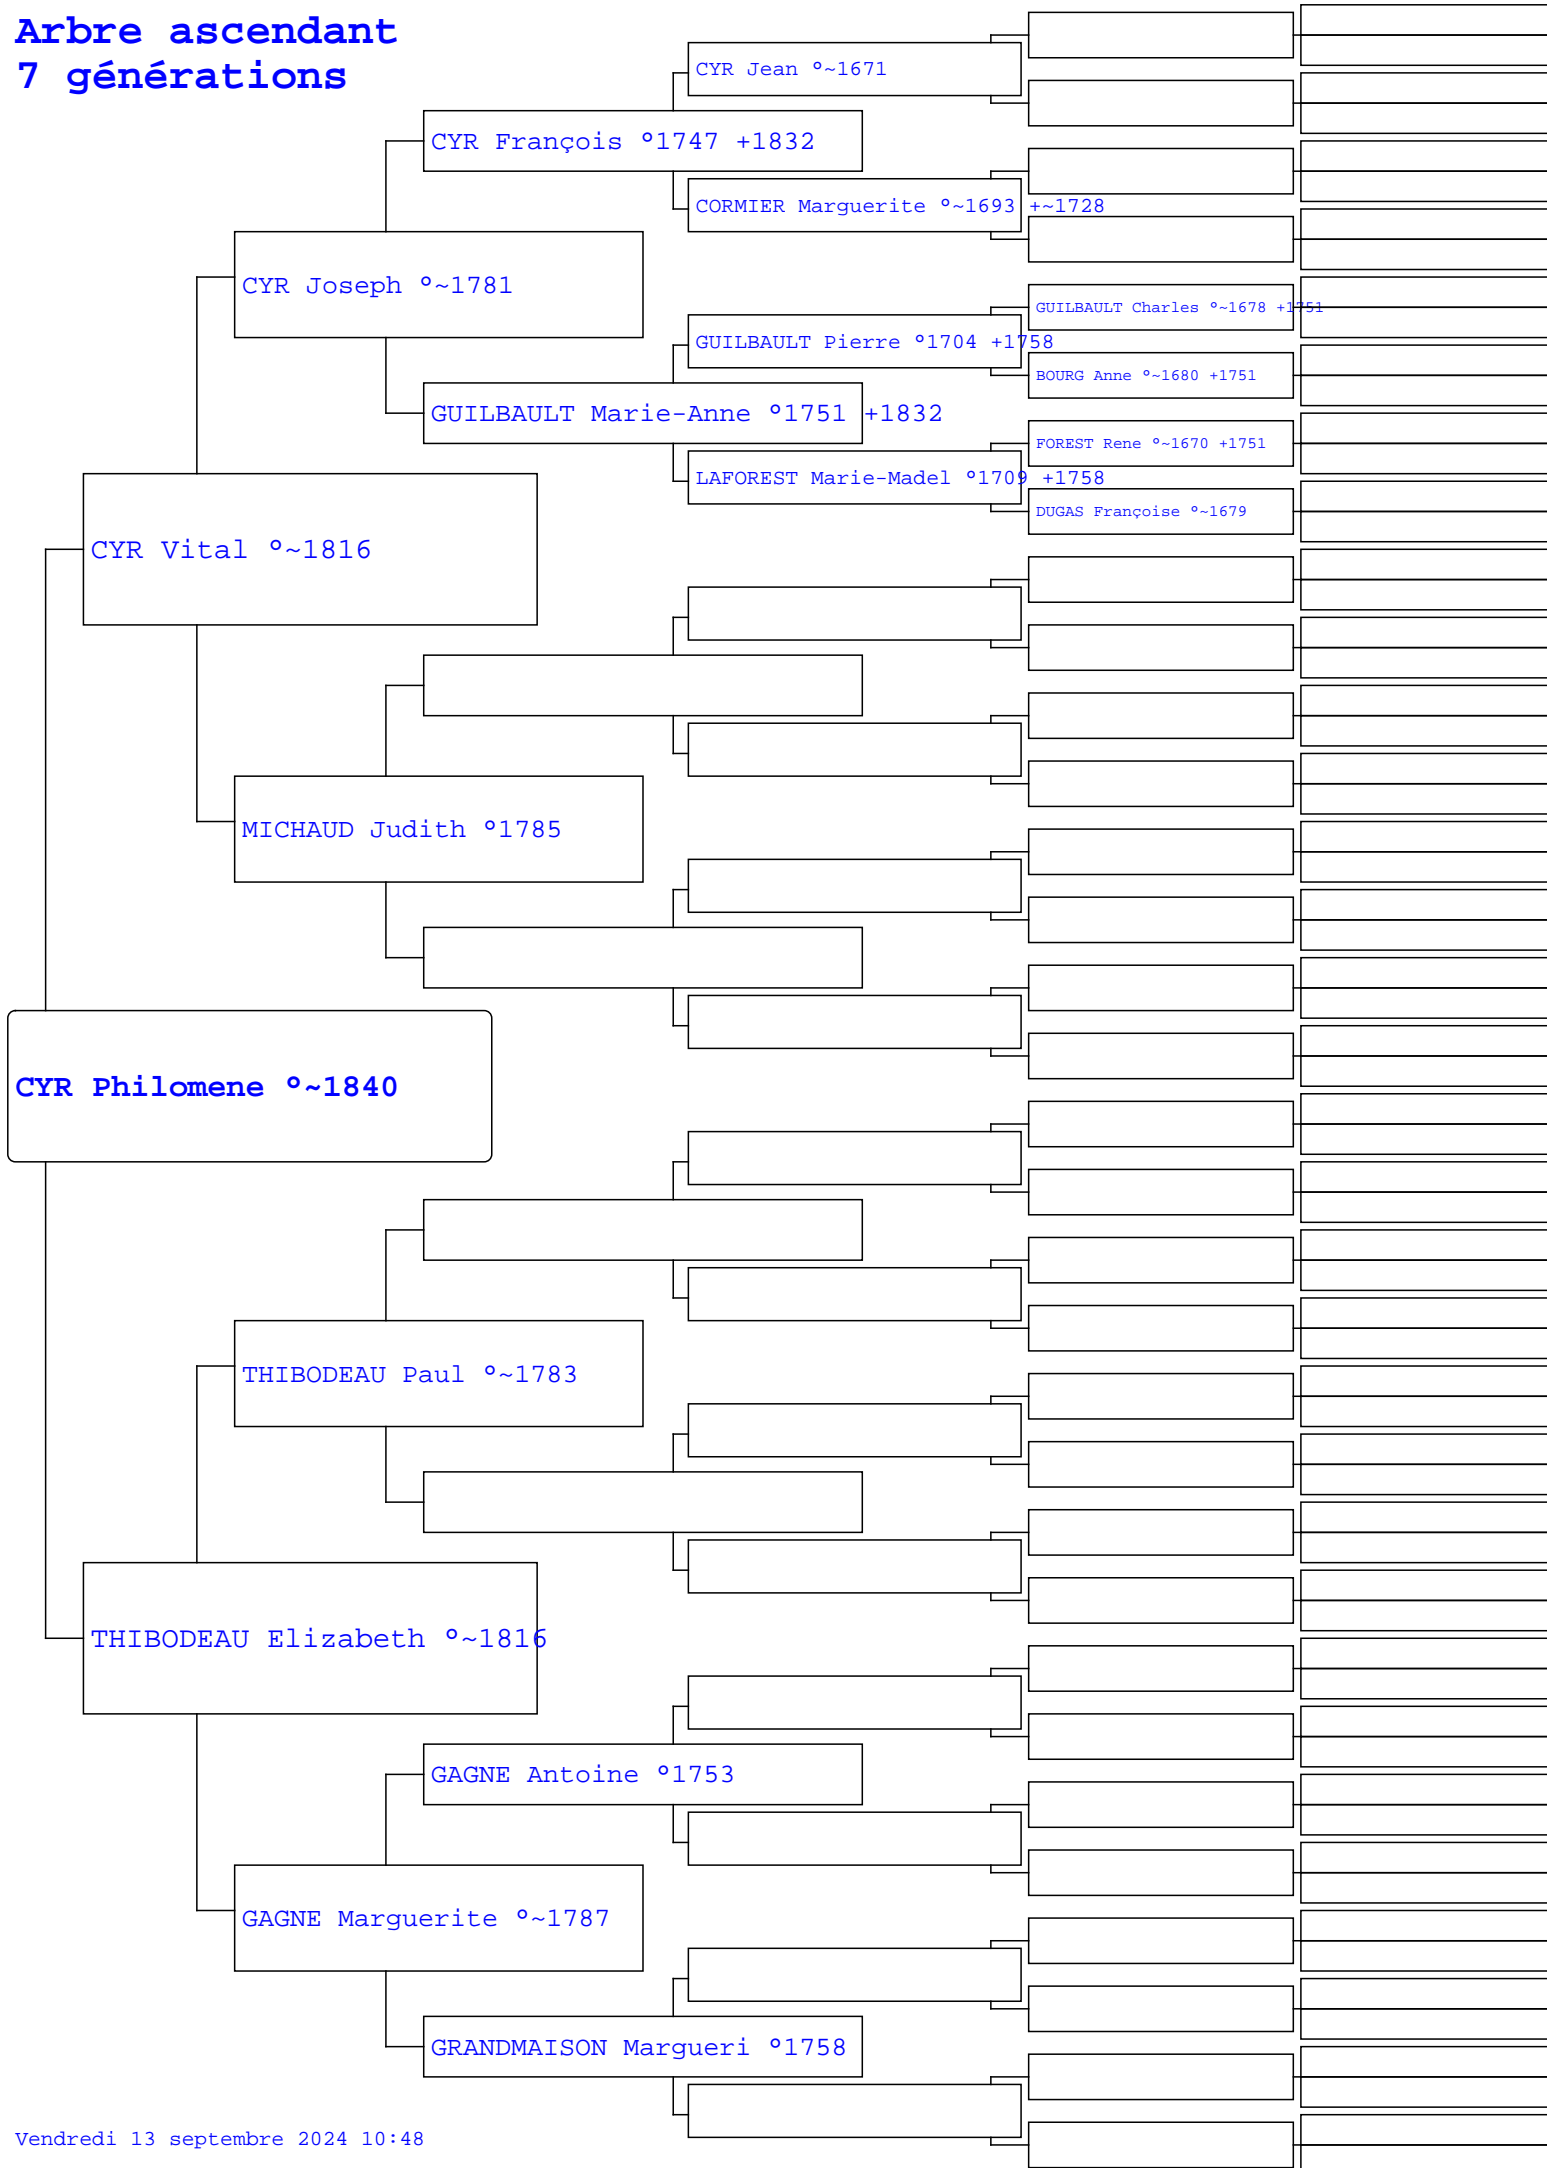 Arbre ascendant
7 générations
CYR Jean °~1671
CYR François °1747 +1832
CORMIER Marguerite °~1693 +~1728
CYR Joseph °~1781
GUILBAULT Charles °~1678 +1751
GUILBAULT Pierre °1704 +1758
BOURG Anne °~1680 +1751
GUILBAULT Marie-Anne °1751 +1832
FOREST Rene °~1670 +1751
LAFOREST Marie-Madel °1709 +1758
DUGAS Françoise °~1679
CYR Vital °~1816
MICHAUD Judith °1785
CYR Philomene °~1840
THIBODEAU Paul °~1783
THIBODEAU Elizabeth °~1816
GAGNE Antoine °1753
GAGNE Marguerite °~1787
GRANDMAISON Margueri °1758
Vendredi 13 septembre 2024 10:48